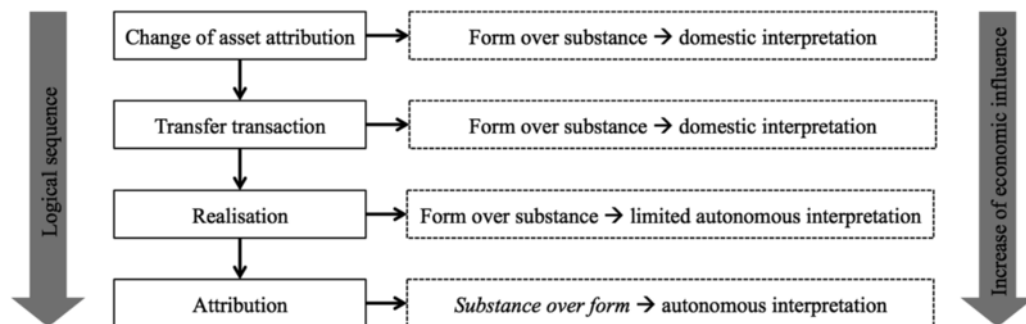 Change of asset attribution
Form over substance → domestic interpretation
Transfer transaction
Form over substance → domestic interpretation
Realisation
Form over substance → limited autonomous interpretation
Attribution
Substance over form → autonomous interpretation
Logical sequence
Increase of economic influence